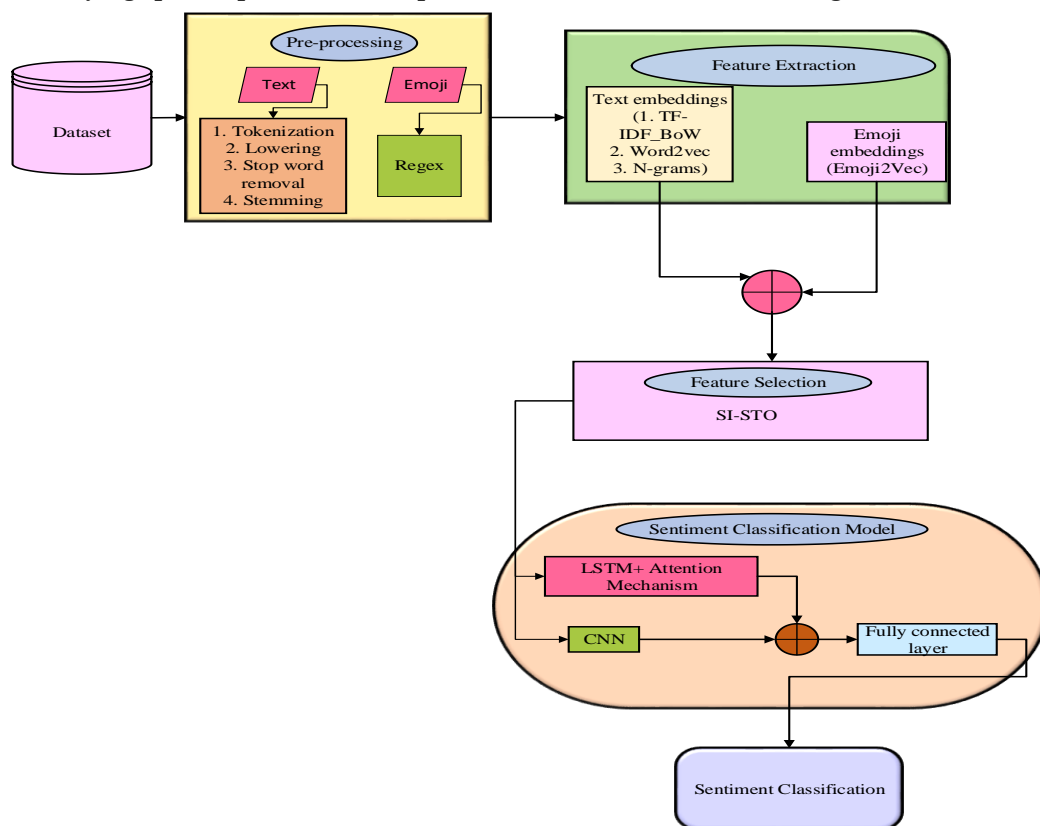 Pre-processing
Text
Emoji
Dataset
1. Tokenization
2. Lowering
3. Stop word
removal
4. Stemming
Regex
Feature Extraction
Text embeddings
(1. TF-
IDF_BoW
2. Word2vec
3. N-grams)
Emoji
embeddings
(Emoji2Vec)
Feature Selection
SI-STO
Sentiment Classification Model
LSTM+ Attention
Mechanism
CNN
Fully connected
layer
Sentiment Classification